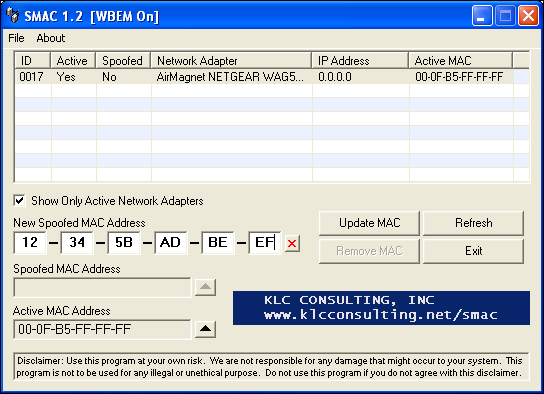 SMAC 1.2 [WBEM On]
File About
ID Active Spoofed Network Adapter IP Address Active MAC
0017 Yes No AirMagnet NETGEAR WAG5... 0.0.0.0 00-0F-B5-FF-FF-FF
Show Only Active Network Adapters
New Spoofed MAC Address
12 - 34 - 5B - AD - BE - EF
Update MAC Refresh
Remove MAC Exit
Spoofed MAC Address
Active MAC Address
00-0F-B5-FF-FF-FF
KLC CONSULTING, INC
www.klcconsulting.net/smac
Disclaimer: Use this program at your own risk. We are not responsible for any damage that might occur to your system. This
program is not to be used for any illegal or unethical purpose. Do not use this program if you do not agree with this disclaimer.